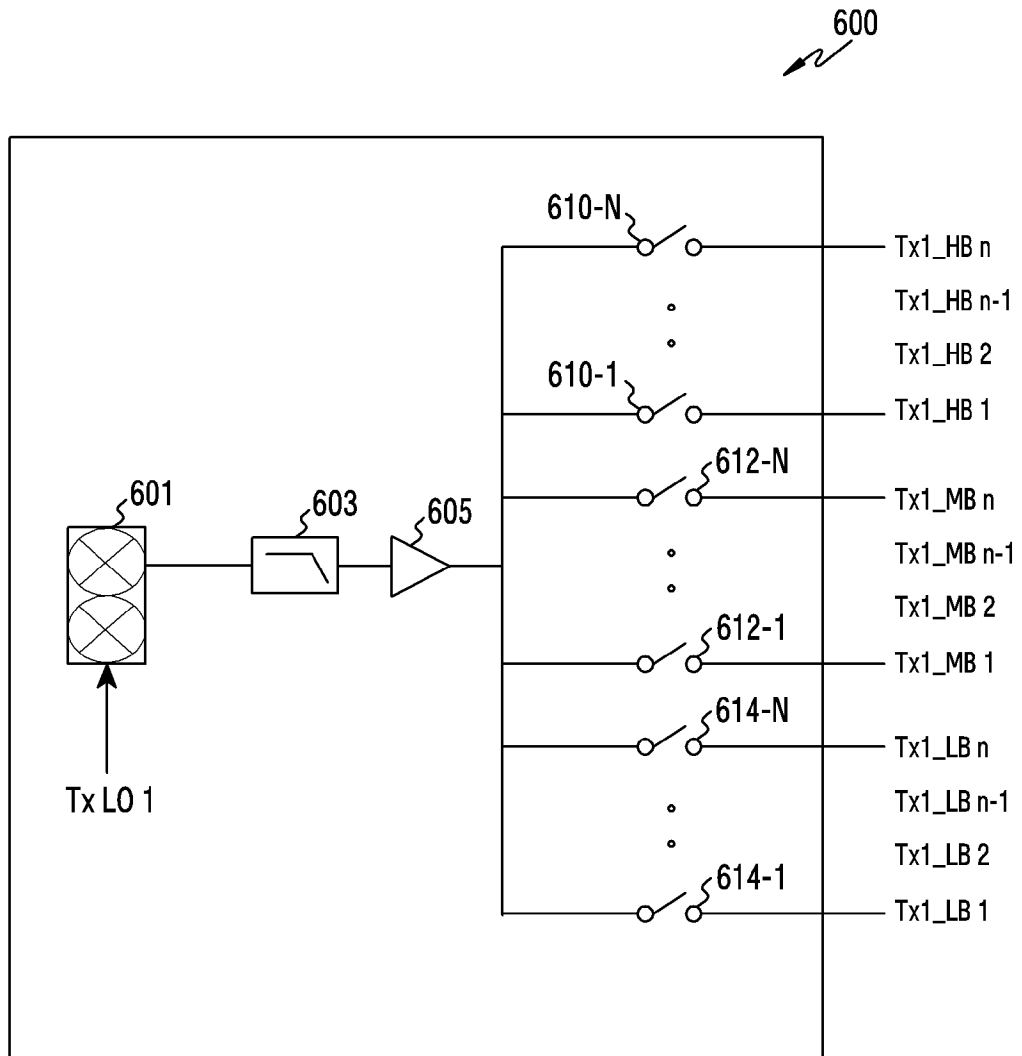 600
610-N
Tx1_HB n
Tx1_HB n-1
Tx1_HB 2
610-1
Tx1_HB 1
612-N
Tx1_MB n
601
603
605
Tx1_MB n-1
Tx1_MB 2
612-1
Tx1_MB 1
614-N
Tx1_LB n
Tx LO 1
Tx1_LB n-1
Tx1_LB 2
614-1
Tx1_LB 1